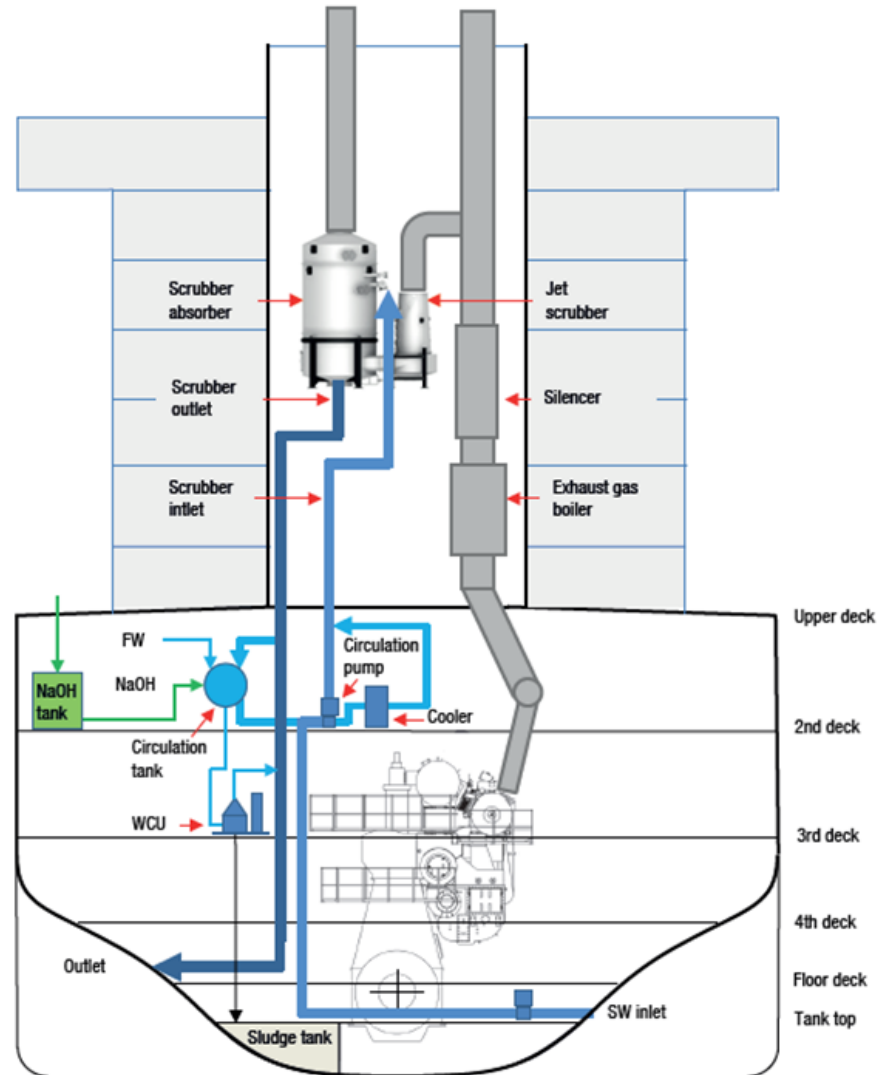 Scrubber
absorber
Jet
scrubber
Scrubber
outlet
Silencer
Scrubber
intlet
Exhaust gas
boiler
Upper deck
FW
Circulation
pump
NaOH
tank
NaOH
Cooler
2nd deck
Circulation
tank
WCU
3rd deck
4th deck
Outlet
Floor deck
SW inlet
Tank top
Sludge tank